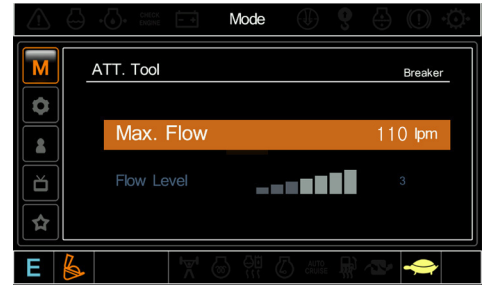 CHECK ENGINE
Mode
M
ATT. Tool
Breaker
Max. Flow 110 lpm
Flow Level 3
E
AUTO CRUISE